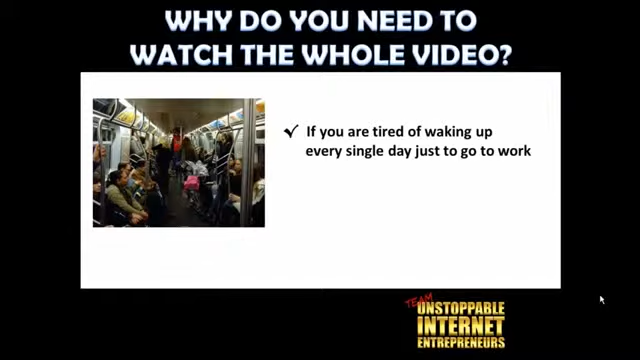 WHY DO YOU NEED TO
WATCH THE WHOLE VIDEO?
✓ If you are tired of waking up
every single day just to go to work
TEAM
UNSTOPPABLE
INTERNET
ENTREPRENEURS